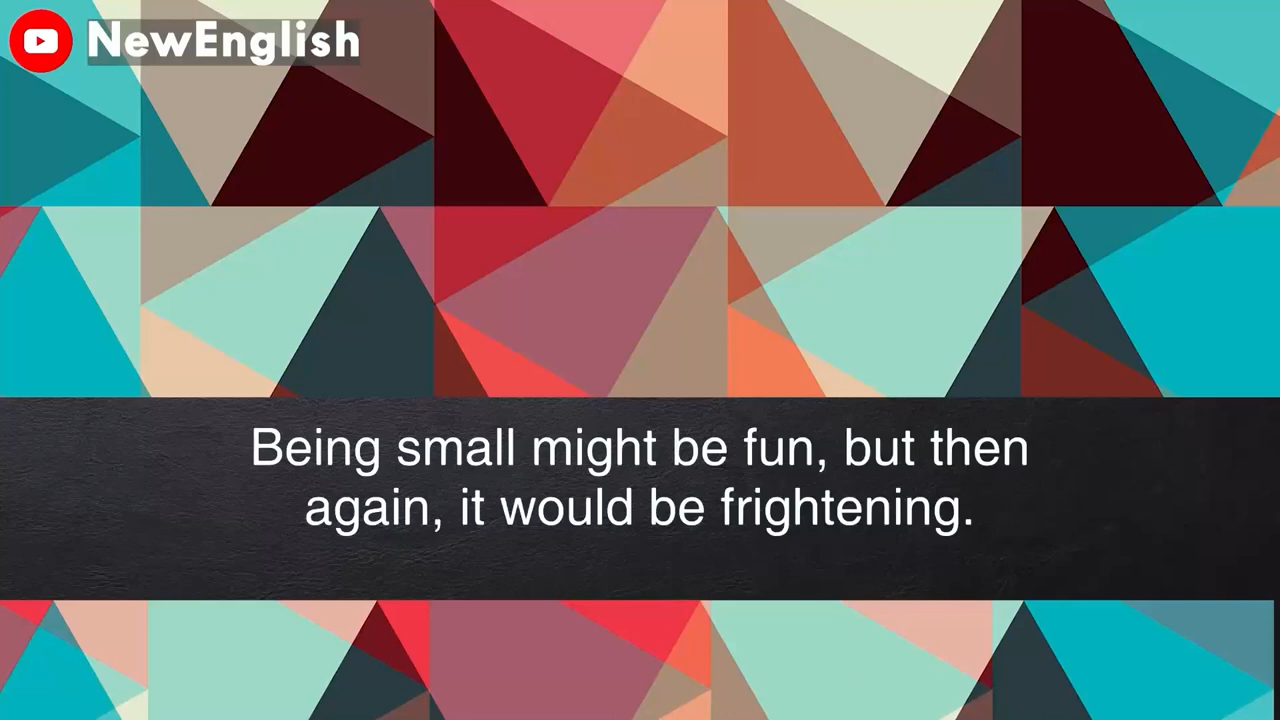 NewEnglish
Being small might be fun, but then
again, it would be frightening.